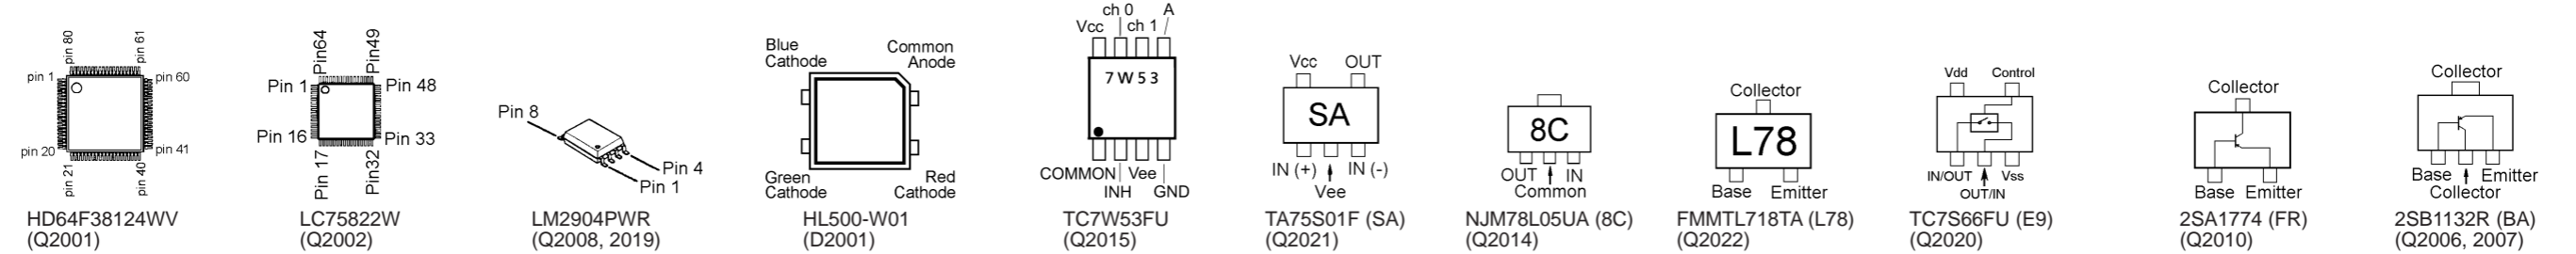 pin 80
pin 61
pin 1
pin 60
pin 20
pin 41
pin 21
pin 40
HD64F38124WV
(Q2001)
Pin64
Pin49
Pin 1
Pin 48
Pin 16
Pin 33
Pin 17
Pin32
LC75822W
(Q2002)
Pin 8
Pin 4
Pin 1
LM2904PWR
(Q2008, 2019)
Blue
Cathode
Common
Anode
Green
Cathode
Red
Cathode
HL500-W01
(D2001)
ch 0
A
Vcc
ch 1
7W53
COMMON
Vee
INH
GND
TC7W53FU
(Q2015)
Vcc
OUT
SA
IN (+)
IN (-)
Vee
TA75S01F (SA)
(Q2021)
8C
OUT
IN
Common
NJM78L05UA (8C)
(Q2014)
Collector
L78
Base
Emitter
FMMTL718TA (L78)
(Q2022)
Vdd
Control
IN/OUT
Vss
OUT/IN
TC7S66FU (E9)
(Q2020)
Collector
Base
Emitter
2SA1774 (FR)
(Q2010)
Collector
Base
Emitter
Collector
2SB1132R (BA)
(Q2006, 2007)